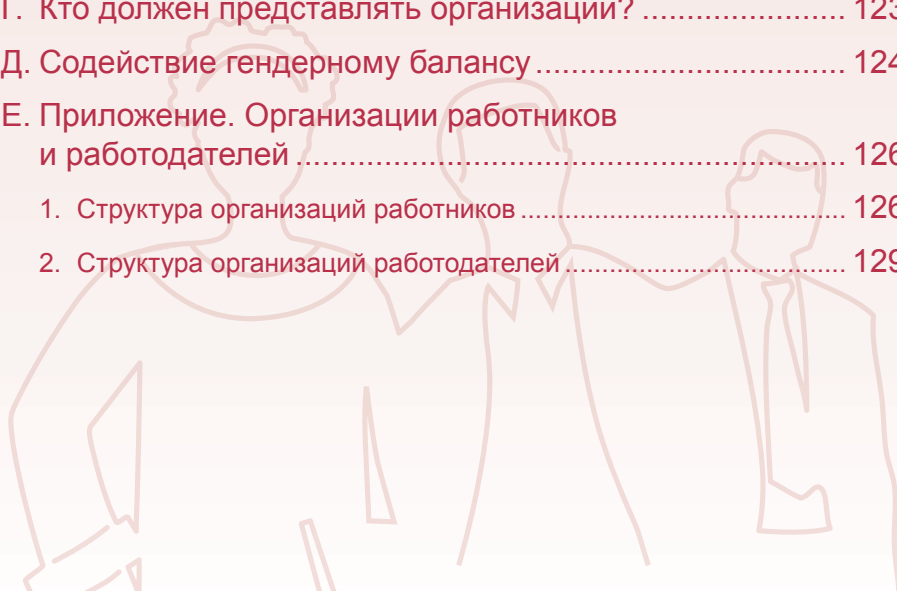 Г. Кто должен представлять организации? ....................... 123
Д. Содействие гендерному балансу ................................... 124
Е. Приложение. Организации работников
и работодателей .............................................................. 126
1. Структура организаций работников ............................................ 126
2. Структура организаций работодателей ..................................... 129